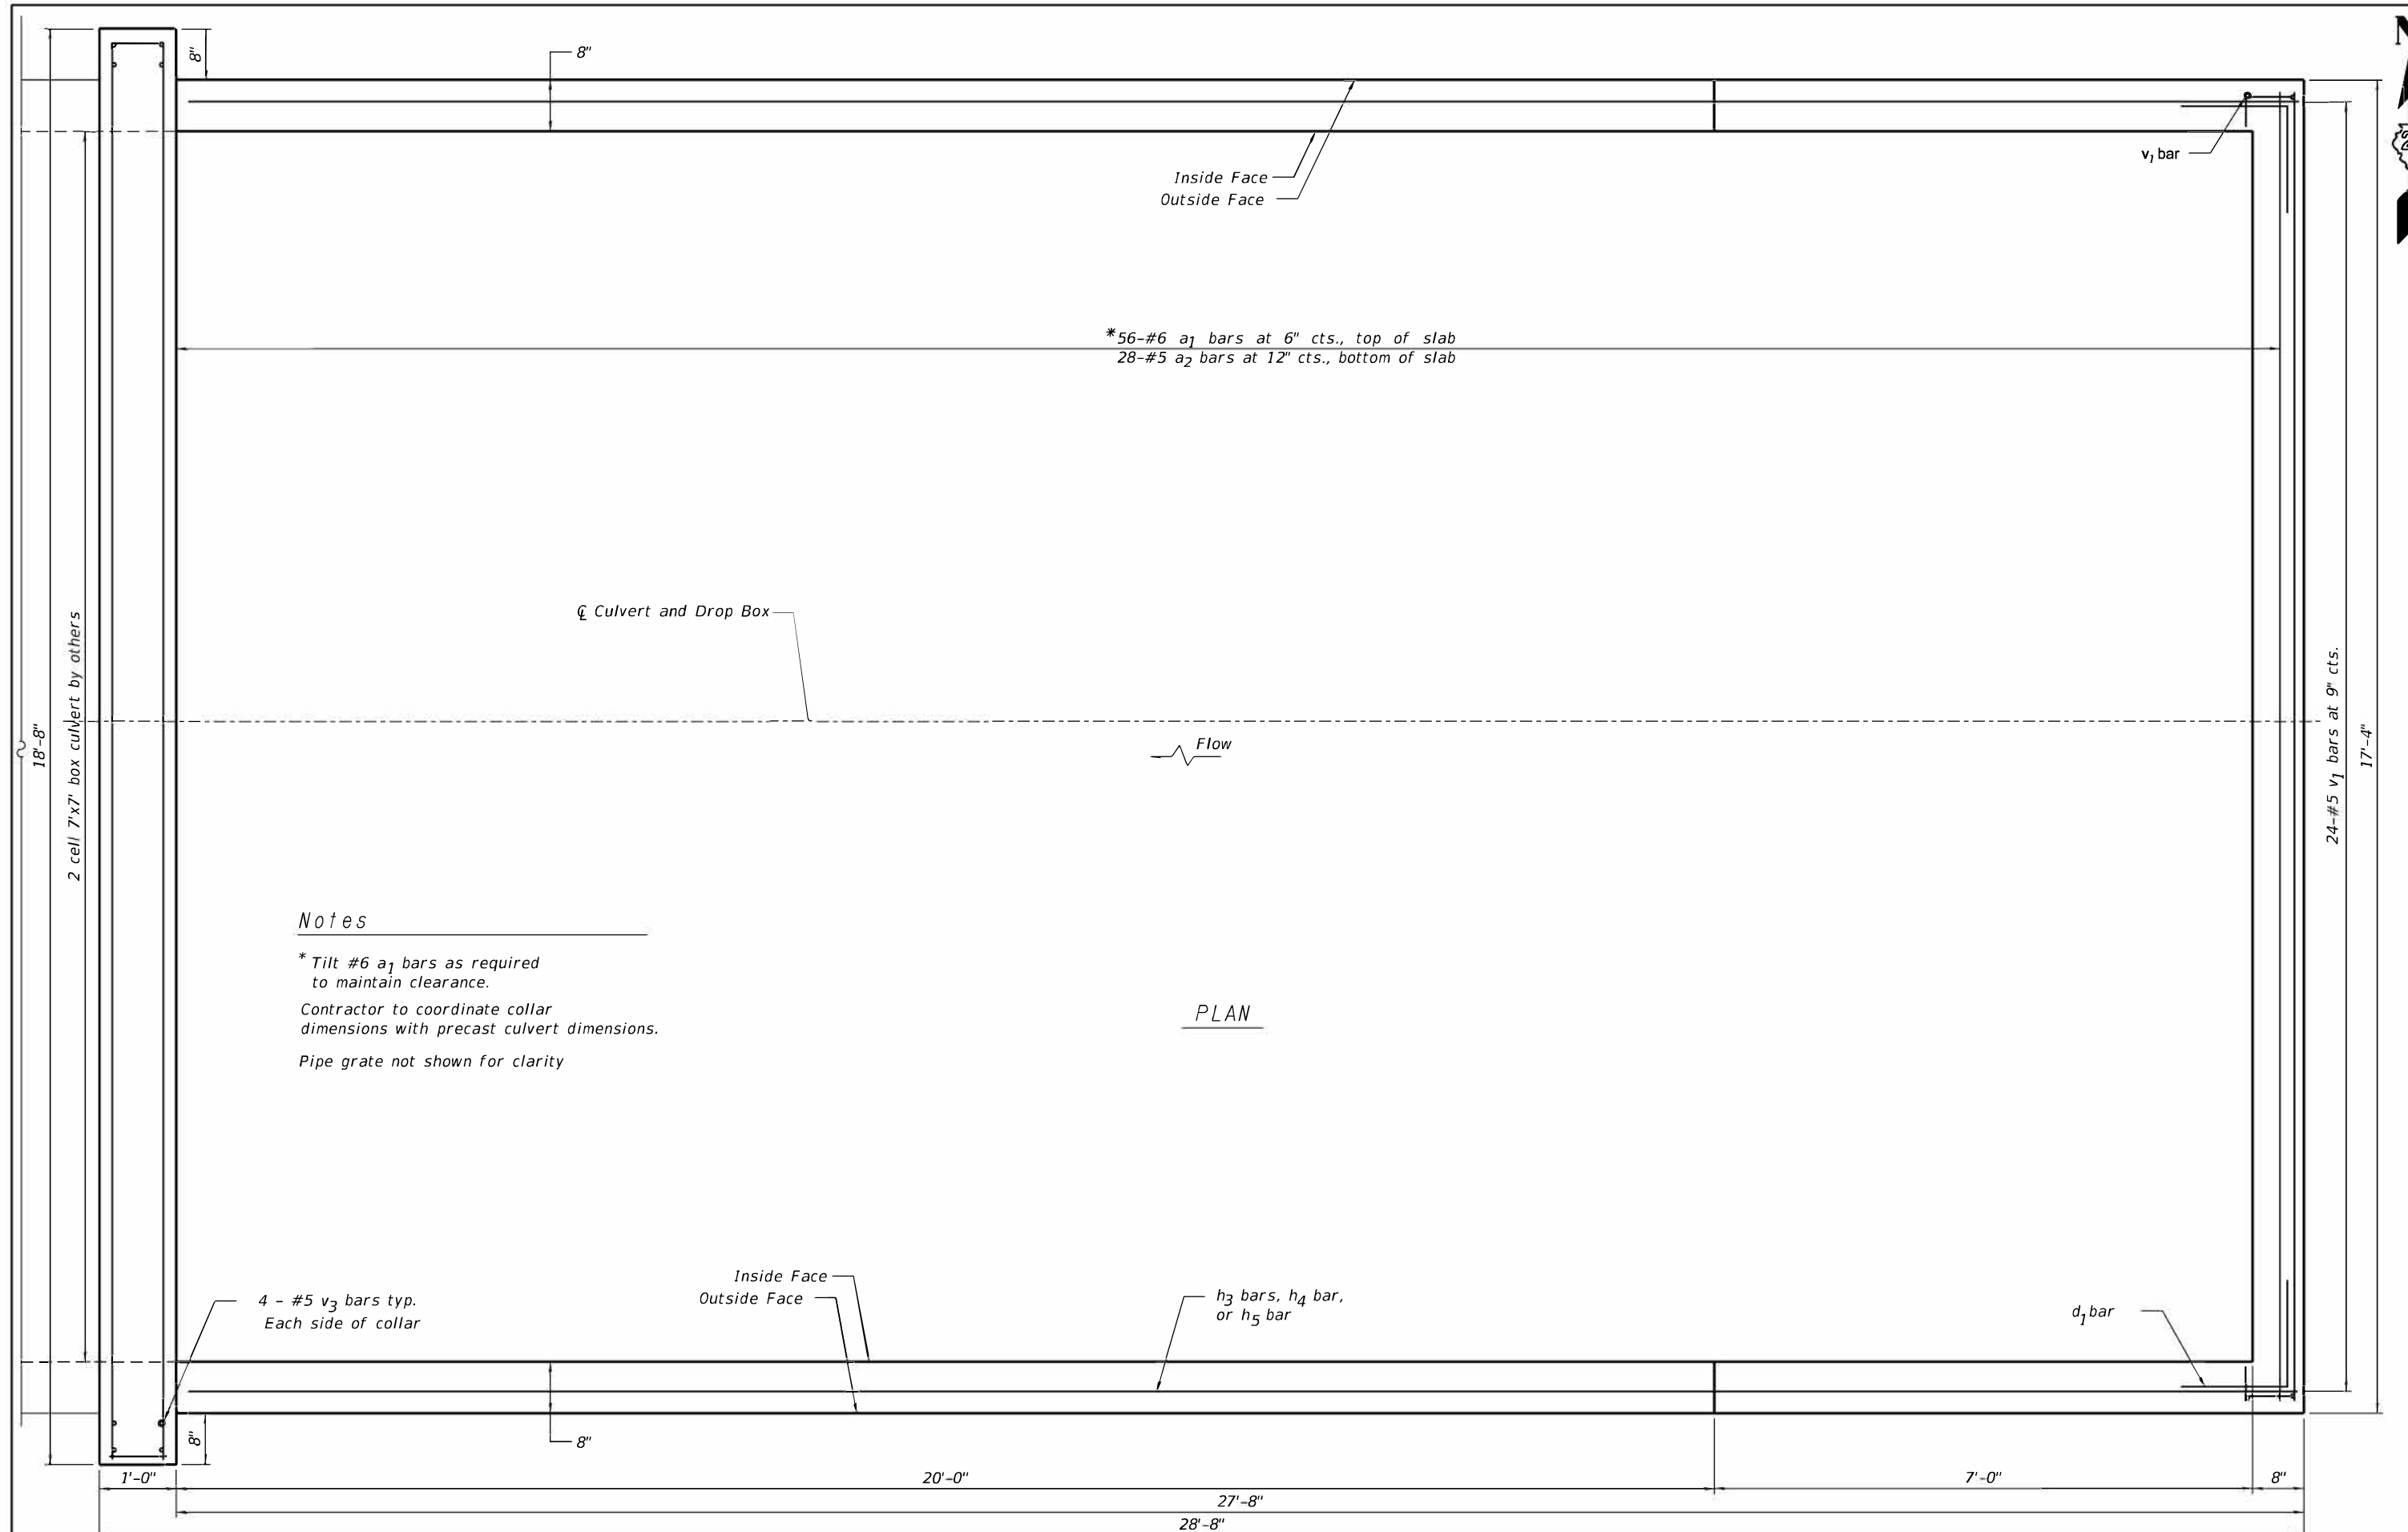 8"
8"
v1 bar
Inside Face
Outside Face
*56-#6 a1 bars at 6" cts., top of slab
28-#5 a2 bars at 12" cts., bottom of slab
℄ Culvert and Drop Box
18'-8"
2 cell 7'x7' box culvert by others
Flow
24-#5 v1 bars at 9" cts.
17'-4"
Notes
* Tilt #6 a1 bars as required
to maintain clearance.
Contractor to coordinate collar
dimensions with precast culvert dimensions.
Pipe grate not shown for clarity
PLAN
Inside Face
Outside Face
4 - #5 v3 bars typ.
Each side of collar
h3 bars, h4 bar,
or h5 bar
d1 bar
8"
8"
1'-0"
20'-0"
7'-0"
8"
27'-8"
28'-8"